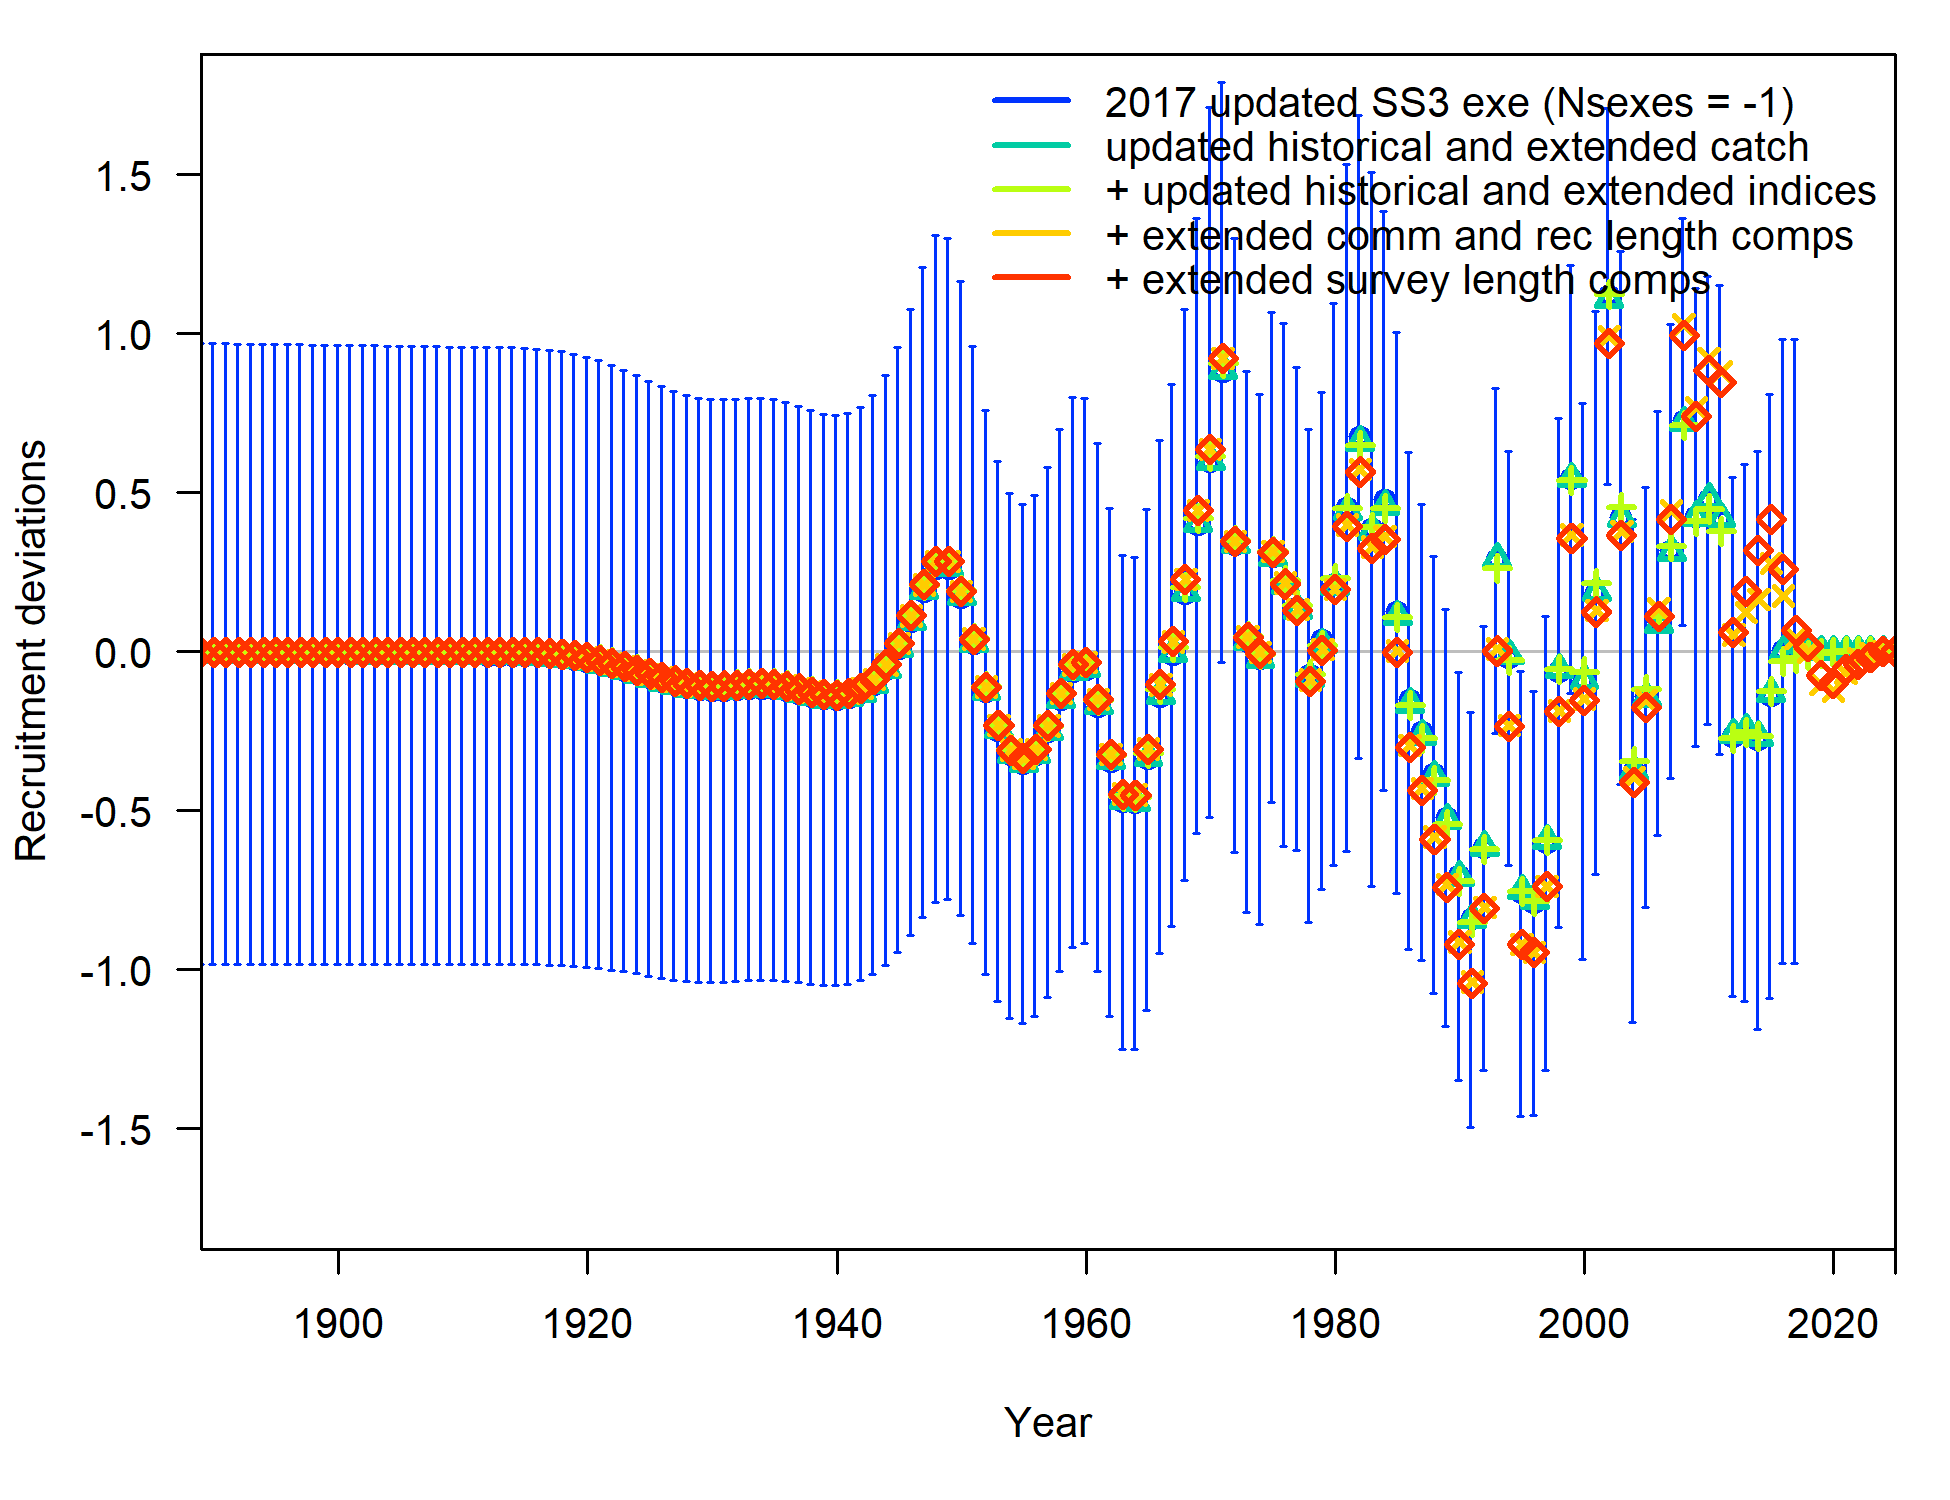 2017 updated SS3 exe (Nsexes = -1)
updated historical and extended catch
+ updated historical and extended indices
+ extended comm and rec length comps
+ extended survey length comps
1.5
1.0
0.5
0.0
-0.5
-1.0
-1.5
Recruitment deviations
1900 1920 1940 1960 1980 2000 2020
Year